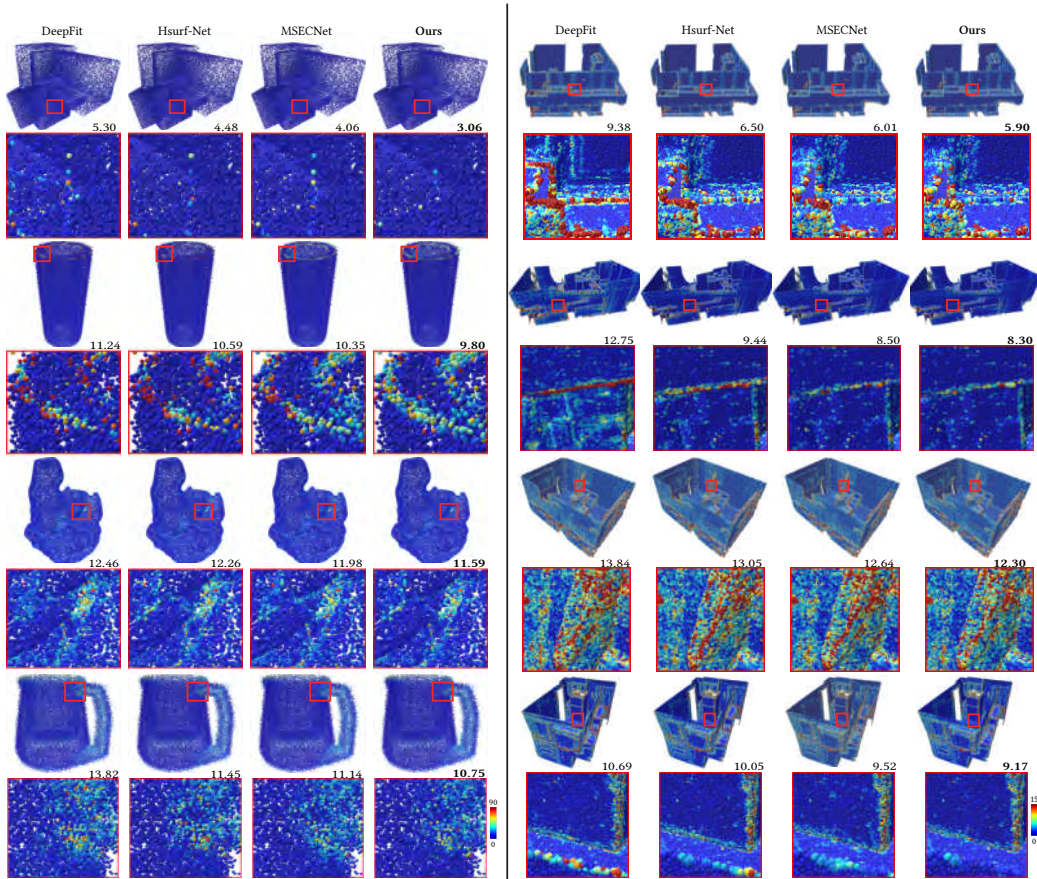 DeepFit Hsurf-Net MSECNet Ours
5.30 4.48 4.06 3.06
11.24 10.59 10.35 9.80
12.46 12.26 11.98 11.59
13.82 11.45 11.14 10.75
90
0
DeepFit Hsurf-Net MSECNet Ours
9.38 6.50 6.01 5.90
12.75 9.44 8.50 8.30
13.84 13.05 12.64 12.30
10.69 10.05 9.52 9.17
0